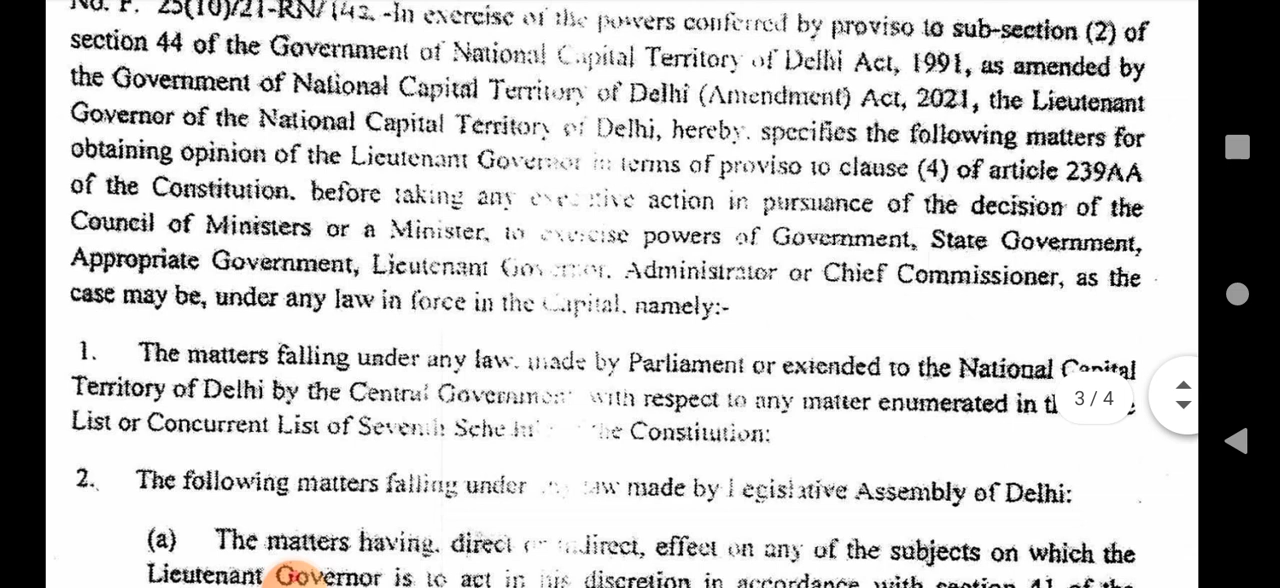 No. F. 25(10)/21-RN/142 -In exercise of the powers conferred by proviso to sub-section (2) of
section 44 of the Government of National Capital Territory of Delhi Act, 1991, as amended by
the Government of National Capital Territory of Delhi (Amendment) Act, 2021, the Lieutenant
Governor of the National Capital Territory of Delhi, hereby. specifies the following matters for
obtaining opinion of the Lieutenant Governor in terms of proviso to clause (4) of article 239AA
of the Constitution. before taking any executive action in pursuance of the decision of the
Council of Ministers or a Minister, to exercise powers of Government, State Government,
Appropriate Government, Lieutenant Governor, Administrator or Chief Commissioner, as the
case may be, under any law in force in the Capital. namely:-
1. The matters falling under any law. made by Parliament or extended to the National Capital
Territory of Delhi by the Central Government with respect to any matter enumerated in
3/4
List or Concurrent List of Seventh Schedule the Constitution:
2. The following matters falling under law made by Legislative Assembly of Delhi:
(a) The matters having. direct or indirect, effect on any of the subjects on which the
Lieutenant Governor is to act in his discretion in accordance with section 41 of the